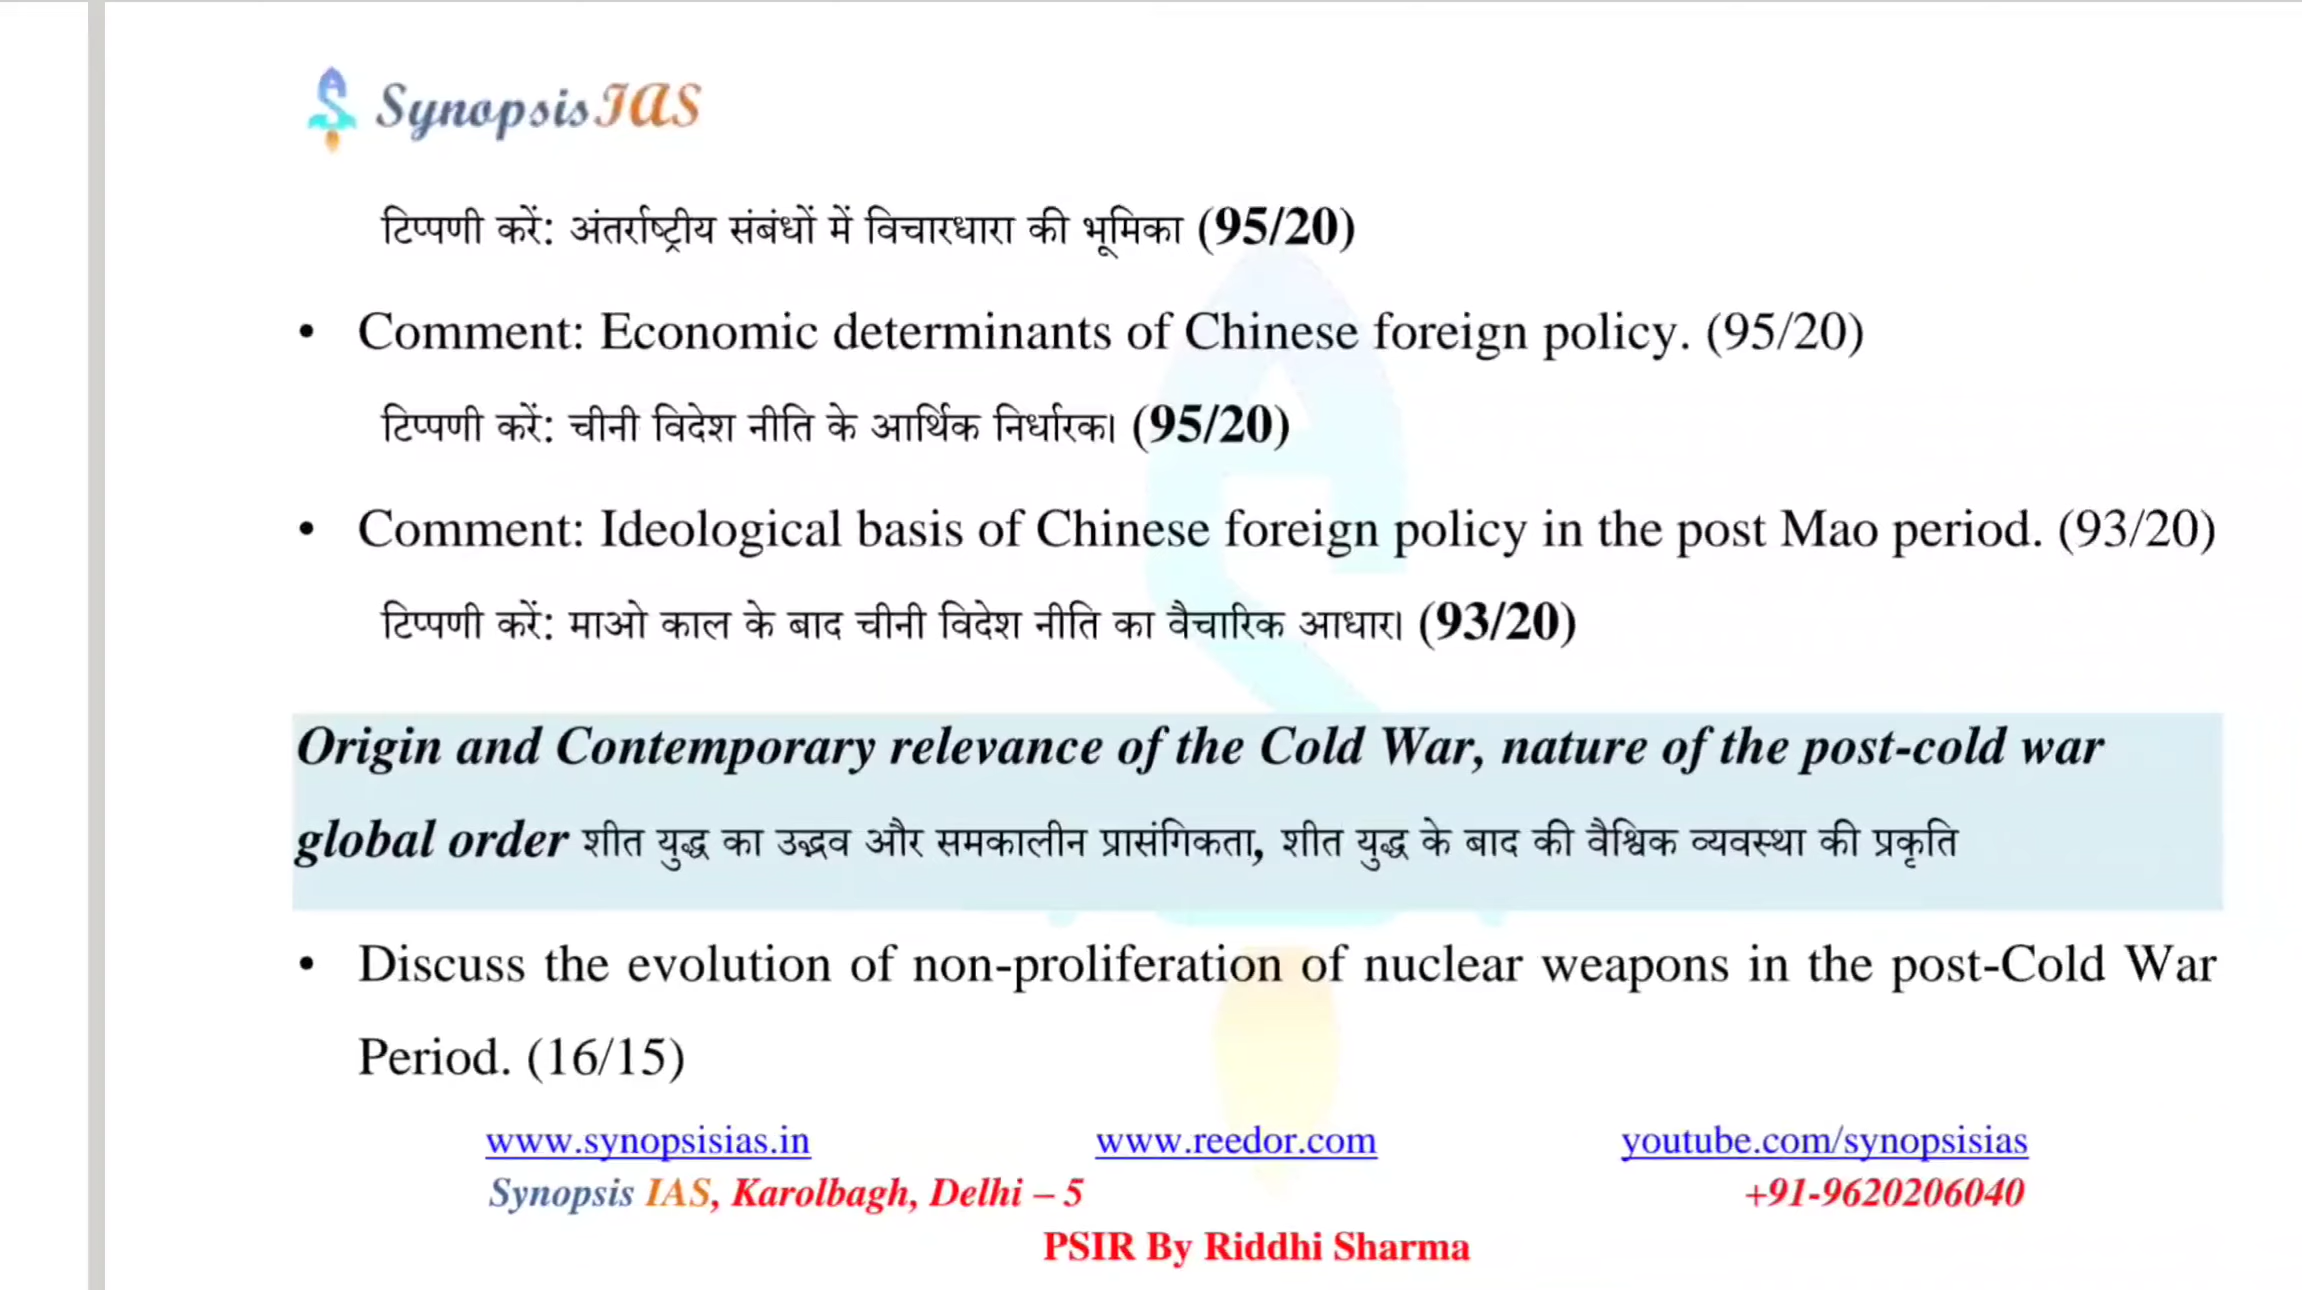 Synopsis IAS
टिप्पणी करें: अंतर्राष्ट्रीय संबंधों में विचारधारा की भूमिका (95/20)
• Comment: Economic determinants of Chinese foreign policy. (95/20)
टिप्पणी करें: चीनी विदेश नीति के आर्थिक निर्धारक। (95/20)
• Comment: Ideological basis of Chinese foreign policy in the post Mao period. (93/20)
टिप्पणी करें: माओ काल के बाद चीनी विदेश नीति का वैचारिक आधार। (93/20)
Origin and Contemporary relevance of the Cold War, nature of the post-cold war
global order शीत युद्ध का उद्भव और समकालीन प्रासंगिकता, शीत युद्ध के बाद की वैश्विक व्यवस्था की प्रकृति
• Discuss the evolution of non-proliferation of nuclear weapons in the post-Cold War
Period. (16/15)
www.synopsisias.in www.reedor.com youtube.com/synopsisias
Synopsis IAS, Karolbagh, Delhi – 5 +91-9620206040
PSIR By Riddhi Sharma